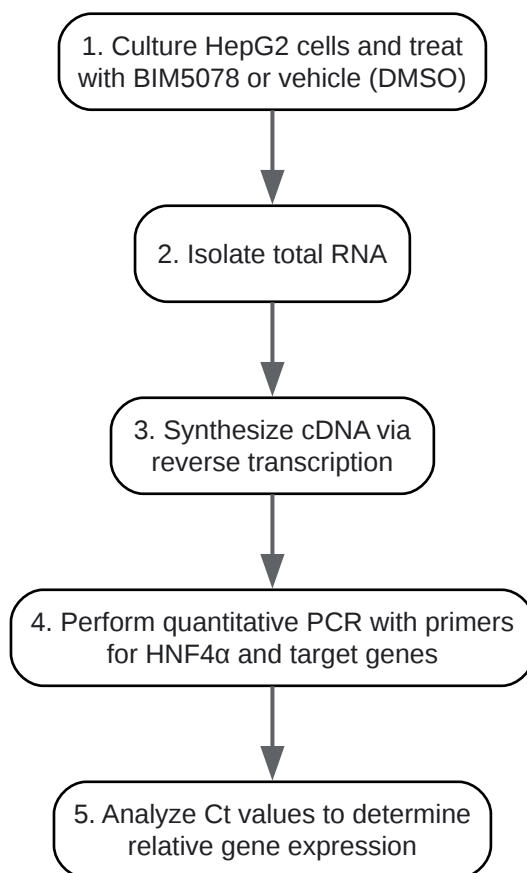 1. Culture HepG2 cells and treat
with BIM5078 or vehicle (DMSO)
2. Isolate total RNA
3. Synthesize cDNA via
reverse transcription
4. Perform quantitative PCR with primers
for HNF4α and target genes
5. Analyze Ct values to determine
relative gene expression